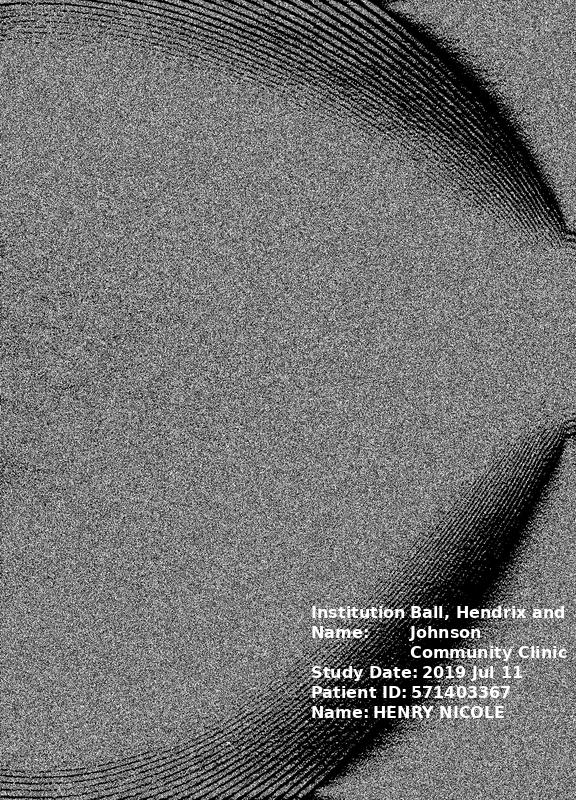 Institution Ball, Hendrix and
Name: Johnson
Community Clinic
Study Date: 2019 Jul 11
Patient ID: 571403367
Name: HENRY NICOLE